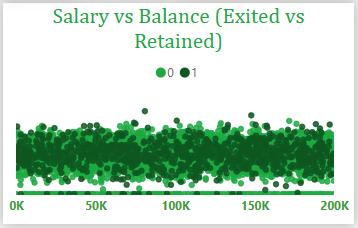 Salary vs Balance (Exited vs
Retained)
0 1
0K 50K 100K 150K 200K